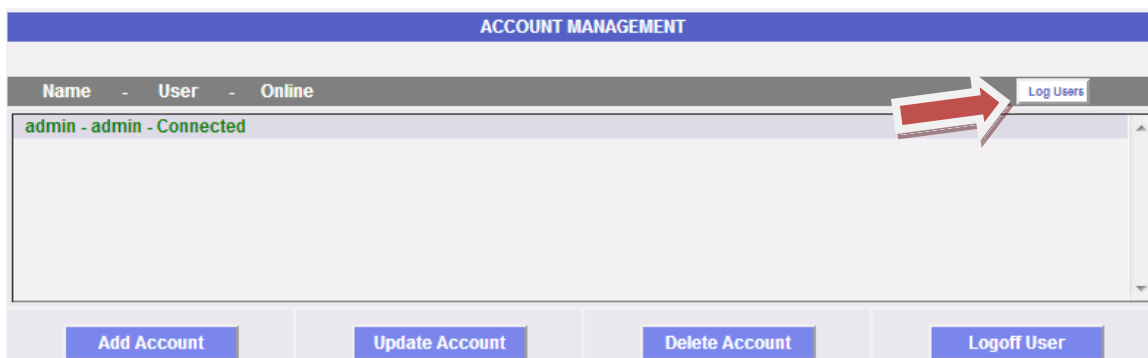 ACCOUNT MANAGEMENT
Name - User - Online Log Users
admin - admin - Connected
Add Account Update Account Delete Account Logoff User